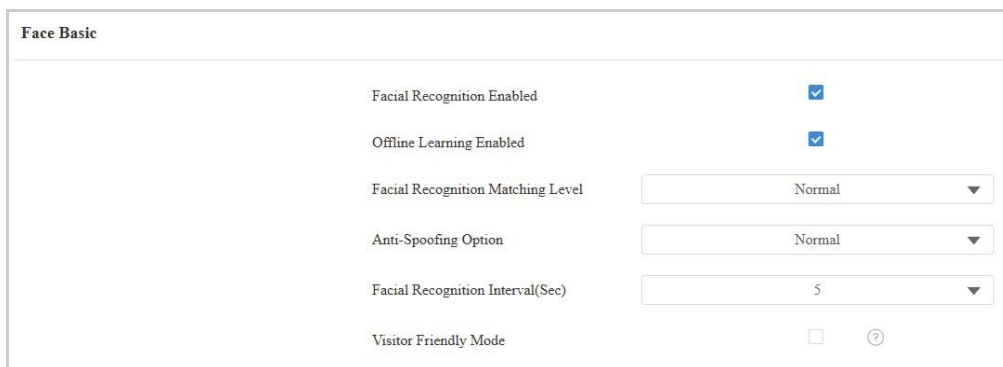 Face Basic
Facial Recognition Enabled
Offline Learning Enabled
Facial Recognition Matching Level Normal
Anti-Spoofing Option Normal
Facial Recognition Interval(Sec) 5
Visitor Friendly Mode ?